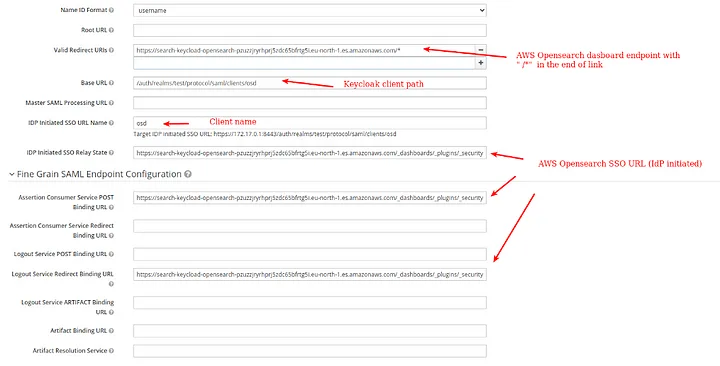 Name ID Format
username
Root URL
Valid Redirect URIs
https://search-keycload-opensearch-pzuzzjryrhprj5zdc65bfrtg5i.eu-north-1.es.amazonaws.com/*
AWS Opensearch dasboard endpoint with
" /*" in the end of link
Base URL
/auth/realms/test/protocol/saml/clients/osd
Keycloak client path
Master SAML Processing URL
IDP Initiated SSO URL Name
osd
Client name
Target IDP initiated SSO URL: https://172.17.0.1:8443/auth/realms/test/protocol/saml/clients/osd
IDP Initiated SSO Relay State
https://search-keycload-opensearch-pzuzzjryrhprj5zdc65bfrtg5i.eu-north-1.es.amazonaws.com/_dashboards/_plugins/_security
AWS Opensearch SSO URL (IdP initiated)
Fine Grain SAML Endpoint Configuration
Assertion Consumer Service POST
Binding URL
https://search-keycload-opensearch-pzuzzjryrhprj5zdc65bfrtg5i.eu-north-1.es.amazonaws.com/_dashboards/_plugins/_security
Assertion Consumer Service Redirect
Binding URL
Logout Service POST Binding URL
Logout Service Redirect Binding URL
https://search-keycload-opensearch-pzuzzjryrhprj5zdc65bfrtg5i.eu-north-1.es.amazonaws.com/_dashboards/_plugins/_security
Logout Service ARTIFACT Binding
URL
Artifact Binding URL
Artifact Resolution Service